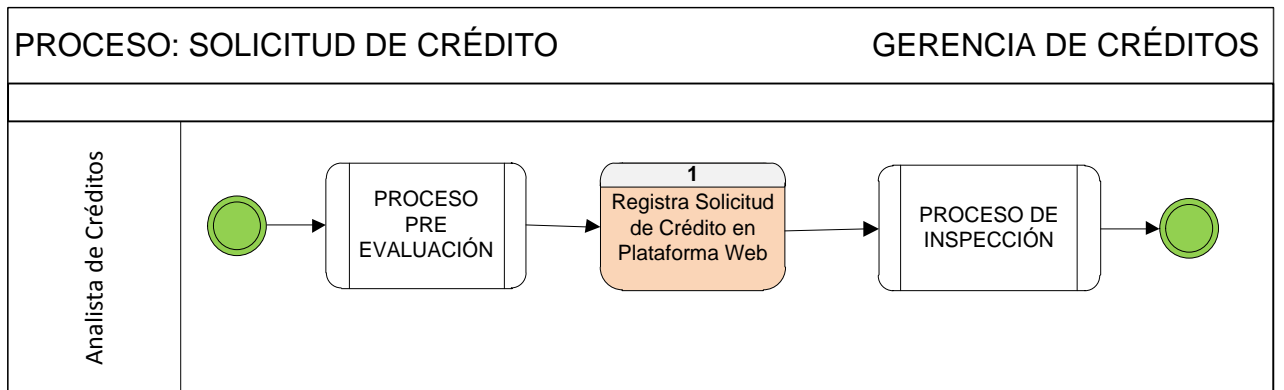 PROCESO: SOLICITUD DE CRÉDITO
GERENCIA DE CRÉDITOS
Analista de Créditos
PROCESO
PRE
EVALUACIÓN
1
Registra Solicitud
de Crédito en
Plataforma Web
PROCESO DE
INSPECCIÓN